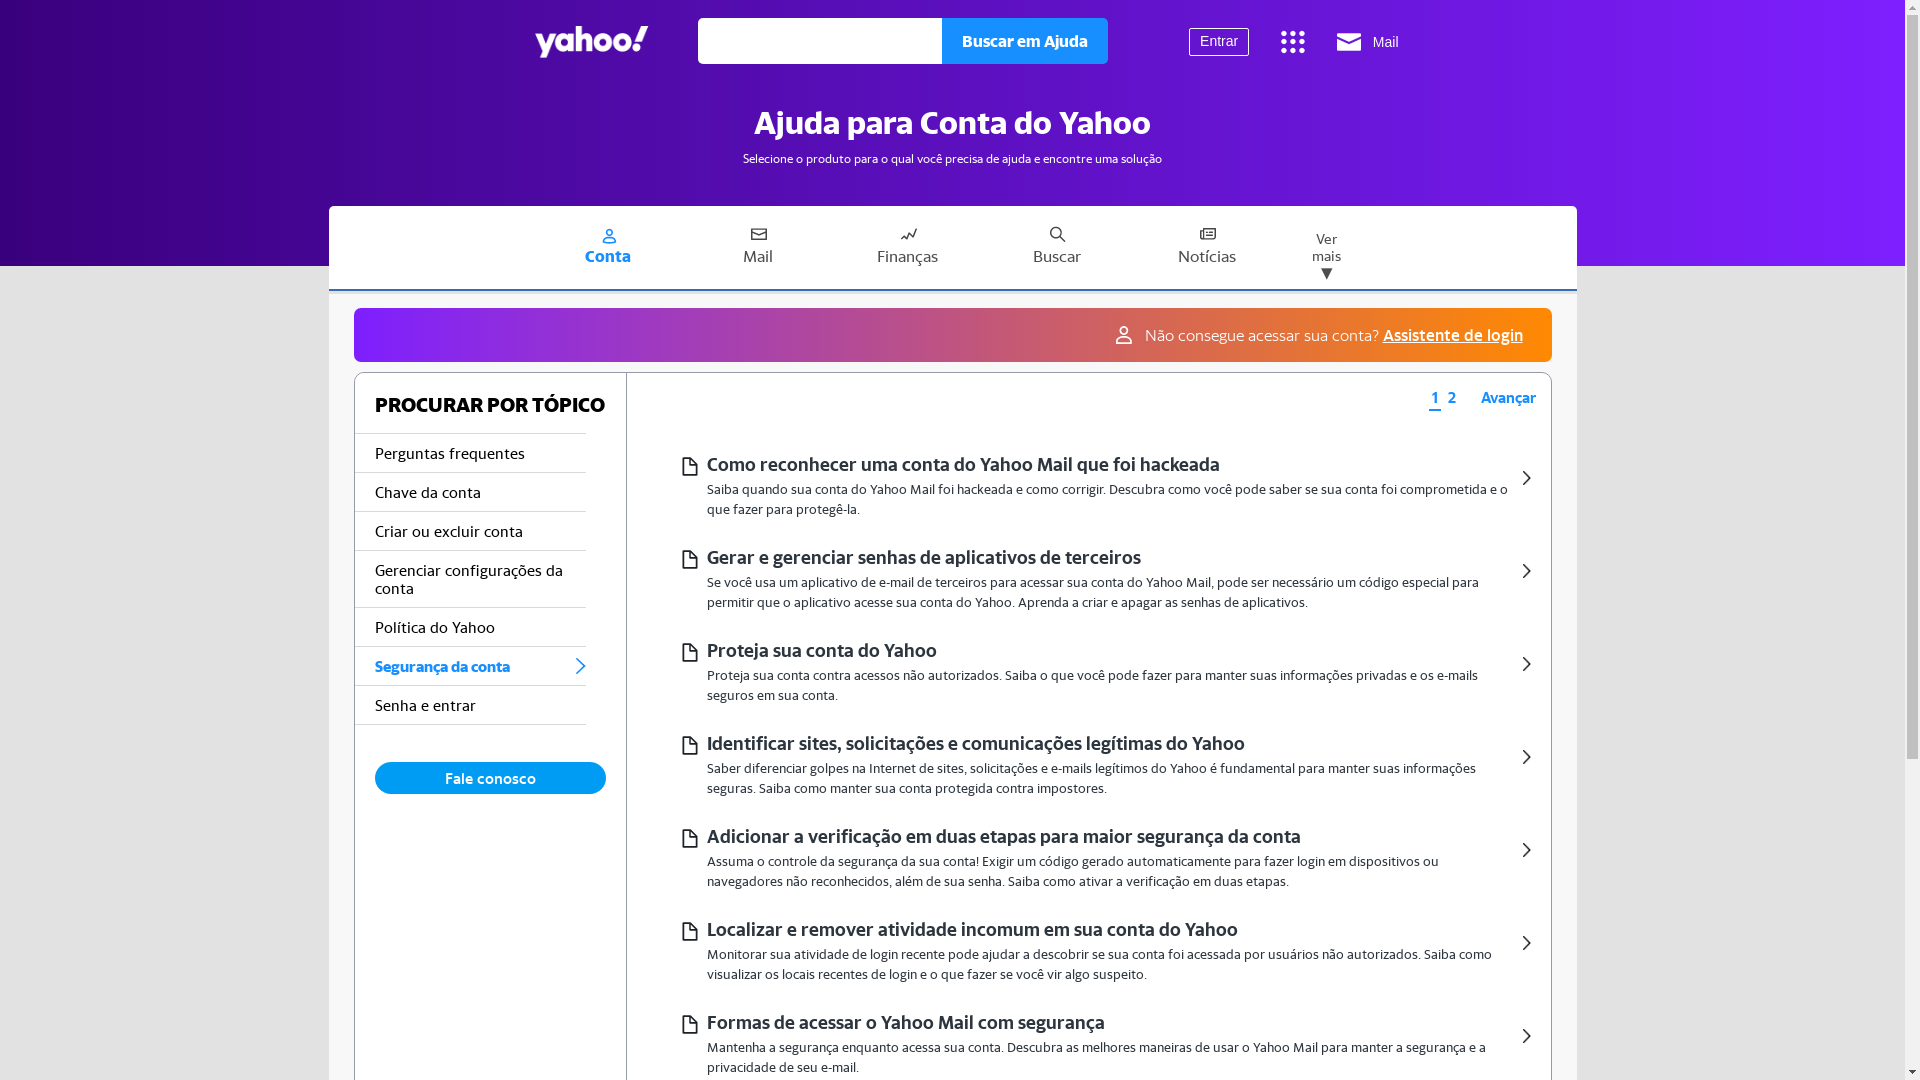 yahoo!
Buscar em Ajuda
Entrar
Mail
Ajuda para Conta do Yahoo
Selecione o produto para o qual você precisa de ajuda e encontre uma solução
Conta
Mail
Finanças
Buscar
Notícias
Ver
mais
Não consegue acessar sua conta? Assistente de login
PROCURAR POR TÓPICO
Perguntas frequentes
Chave da conta
Criar ou excluir conta
Gerenciar configurações da
conta
Política do Yahoo
Segurança da conta
Senha e entrar
Fale conosco
1 2 Avançar
Como reconhecer uma conta do Yahoo Mail que foi hackeada
Saiba quando sua conta do Yahoo Mail foi hackeada e como corrigir. Descubra como você pode saber se sua conta foi comprometida e o
que fazer para protegê-la.
Gerar e gerenciar senhas de aplicativos de terceiros
Se você usa um aplicativo de e-mail de terceiros para acessar sua conta do Yahoo Mail, pode ser necessário um código especial para
permitir que o aplicativo acesse sua conta do Yahoo. Aprenda a criar e apagar as senhas de aplicativos.
Proteja sua conta do Yahoo
Proteja sua conta contra acessos não autorizados. Saiba o que você pode fazer para manter suas informações privadas e os e-mails
seguros em sua conta.
Identificar sites, solicitações e comunicações legítimas do Yahoo
Saber diferenciar golpes na Internet de sites, solicitações e e-mails legítimos do Yahoo é fundamental para manter suas informações
seguras. Saiba como manter sua conta protegida contra impostores.
Adicionar a verificação em duas etapas para maior segurança da conta
Assuma o controle da segurança da sua conta! Exigir um código gerado automaticamente para fazer login em dispositivos ou
navegadores não reconhecidos, além de sua senha. Saiba como ativar a verificação em duas etapas.
Localizar e remover atividade incomum em sua conta do Yahoo
Monitorar sua atividade de login recente pode ajudar a descobrir se sua conta foi acessada por usuários não autorizados. Saiba como
visualizar os locais recentes de login e o que fazer se você vir algo suspeito.
Formas de acessar o Yahoo Mail com segurança
Mantenha a segurança enquanto acessa sua conta. Descubra as melhores maneiras de usar o Yahoo Mail para manter a segurança e a
privacidade de seu e-mail.